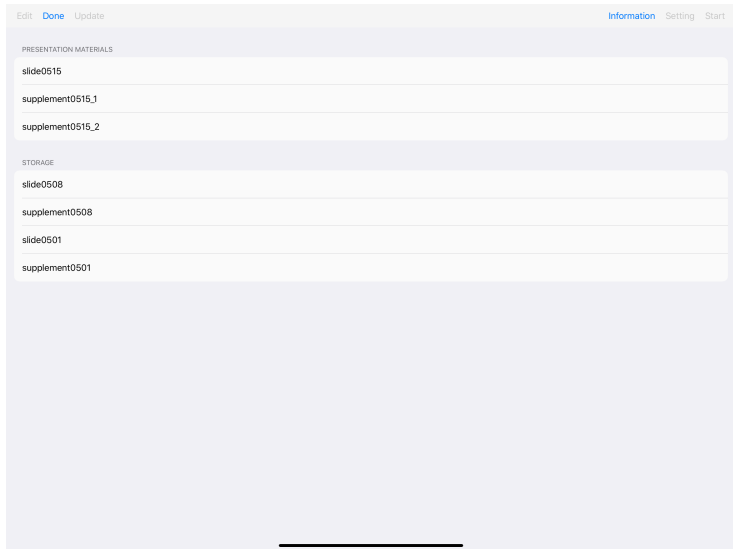 Edit Done Update Information Setting Start
PRESENTATION MATERIALS
slide0515
supplement0515_1
supplement0515_2
STORAGE
slide0508
supplement0508
slide0501
supplement0501